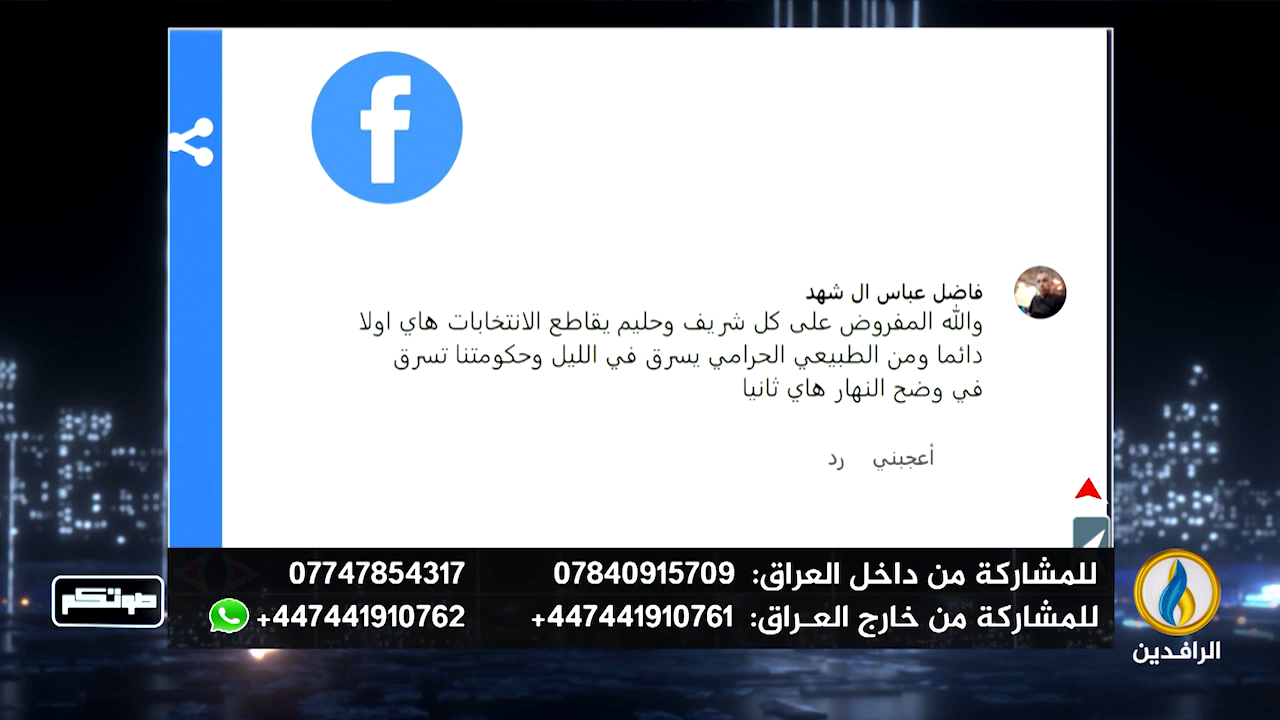 فاضل عباس ال شهد
والله المفروض على كل شريف وحليم يقاطع الانتخابات هاي اولا
دائما ومن الطبيعي الحرامي يسرق في الليل وحكومتنا تسرق
في وضح النهار هاي ثانيا
أعجبني رد
للمشاركة من داخل العراق: 07840915709 07747854317
للمشاركة من خارج العـراق: 447441910761+ 447441910762+
صوتكم
الرافدين